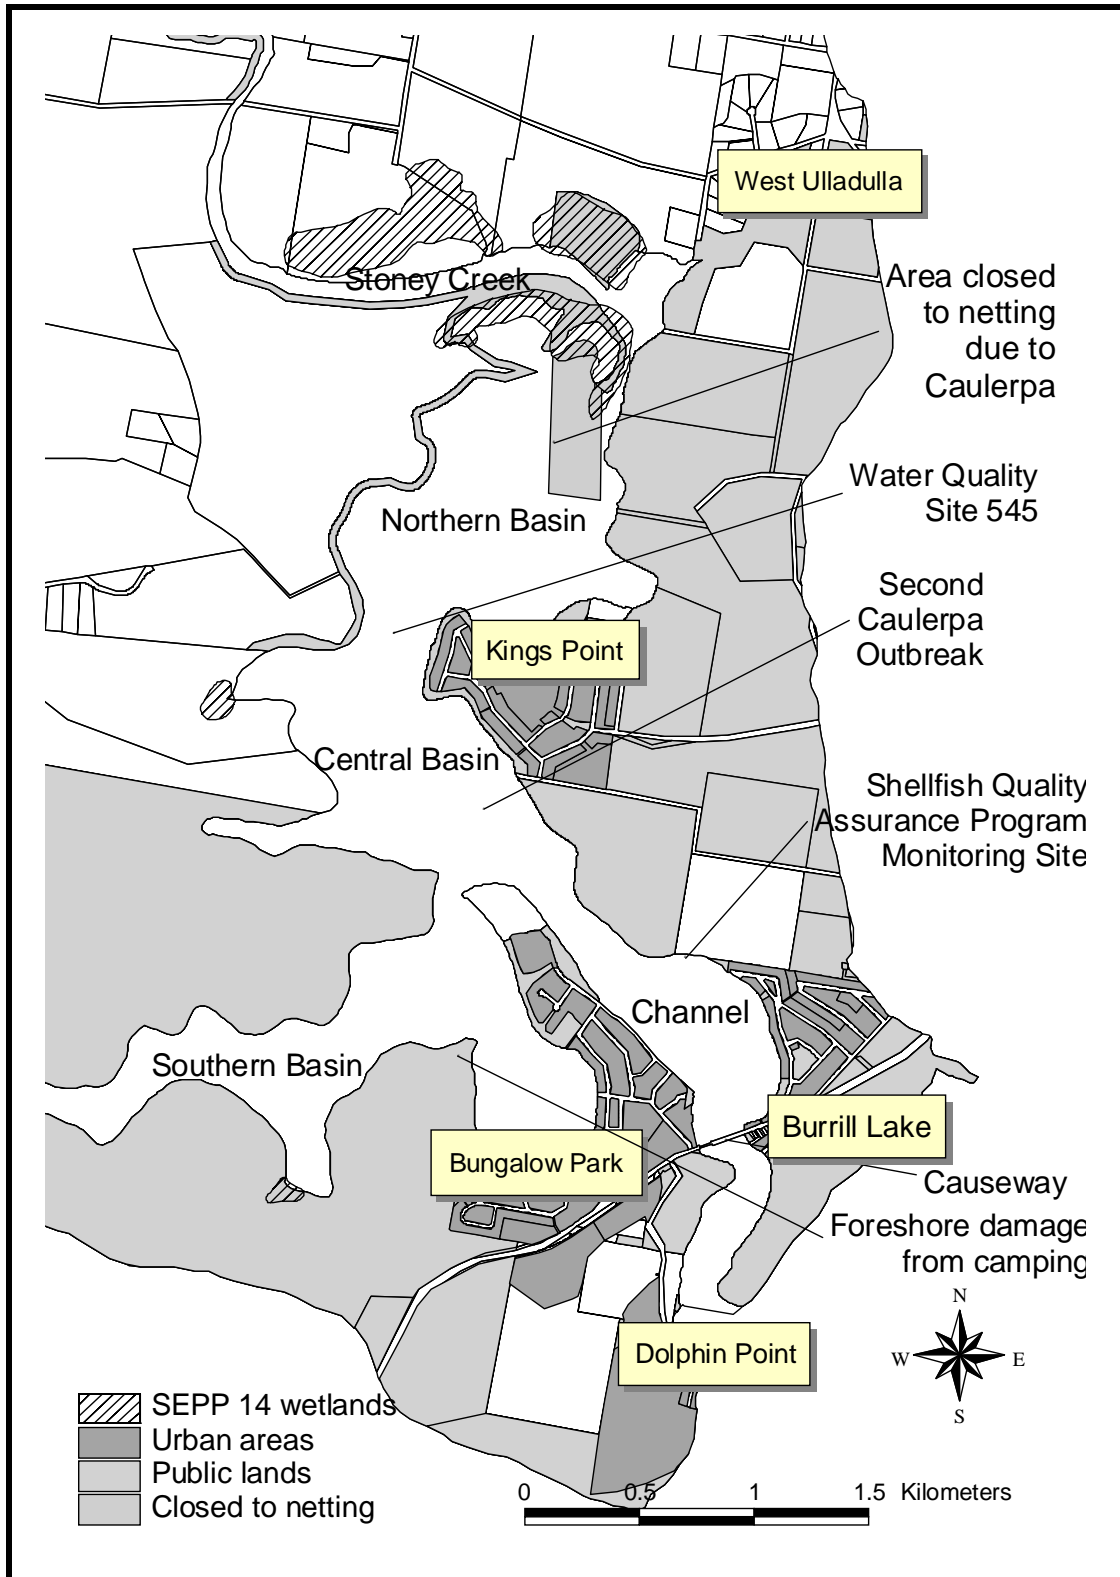 West Ulladulla
Stoney Creek
Area closed
to netting
due to
Caulerpa
Water Quality
Site 545
Northern Basin
Second
Caulerpa
Outbreak
Kings Point
Central Basin
Shellfish Quality
Assurance Program
Monitoring Site
Channel
Southern Basin
Burrill Lake
Bungalow Park
Causeway
Foreshore damage
from camping
N
W E
S
Dolphin Point
SEPP 14 wetlands
Urban areas
Public lands
Closed to netting
0 0.5 1 1.5 Kilometers